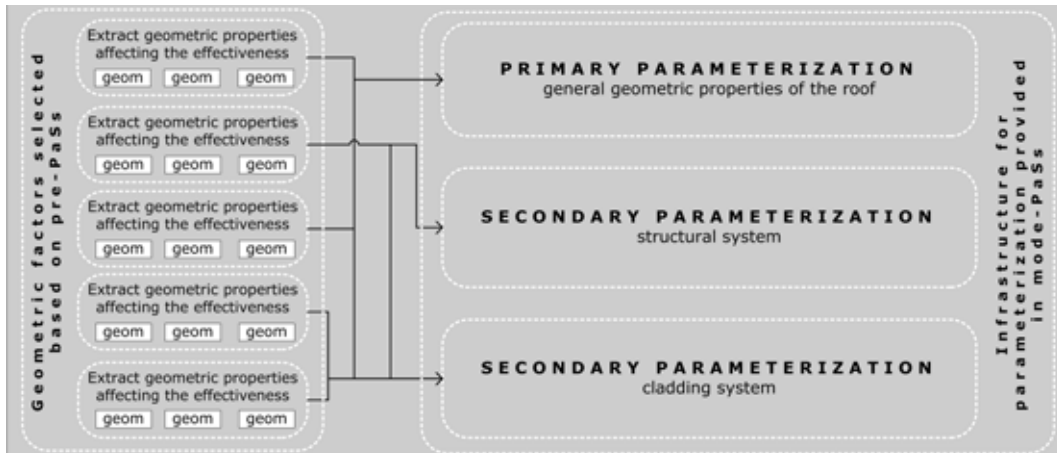 Geometric factors selected
based on pre-PaSS
Extract geometric properties
affecting the effectiveness
geom geom geom
Extract geometric properties
affecting the effectiveness
geom geom geom
Extract geometric properties
affecting the effectiveness
geom geom geom
Extract geometric properties
affecting the effectiveness
geom geom geom
Extract geometric properties
affecting the effectiveness
geom geom geom
PRIMARY PARAMETERIZATION
general geometric properties of the roof
SECONDARY PARAMETERIZATION
structural system
SECONDARY PARAMETERIZATION
cladding system
Infrastructure for
parameterization provided
in mode-PaSS